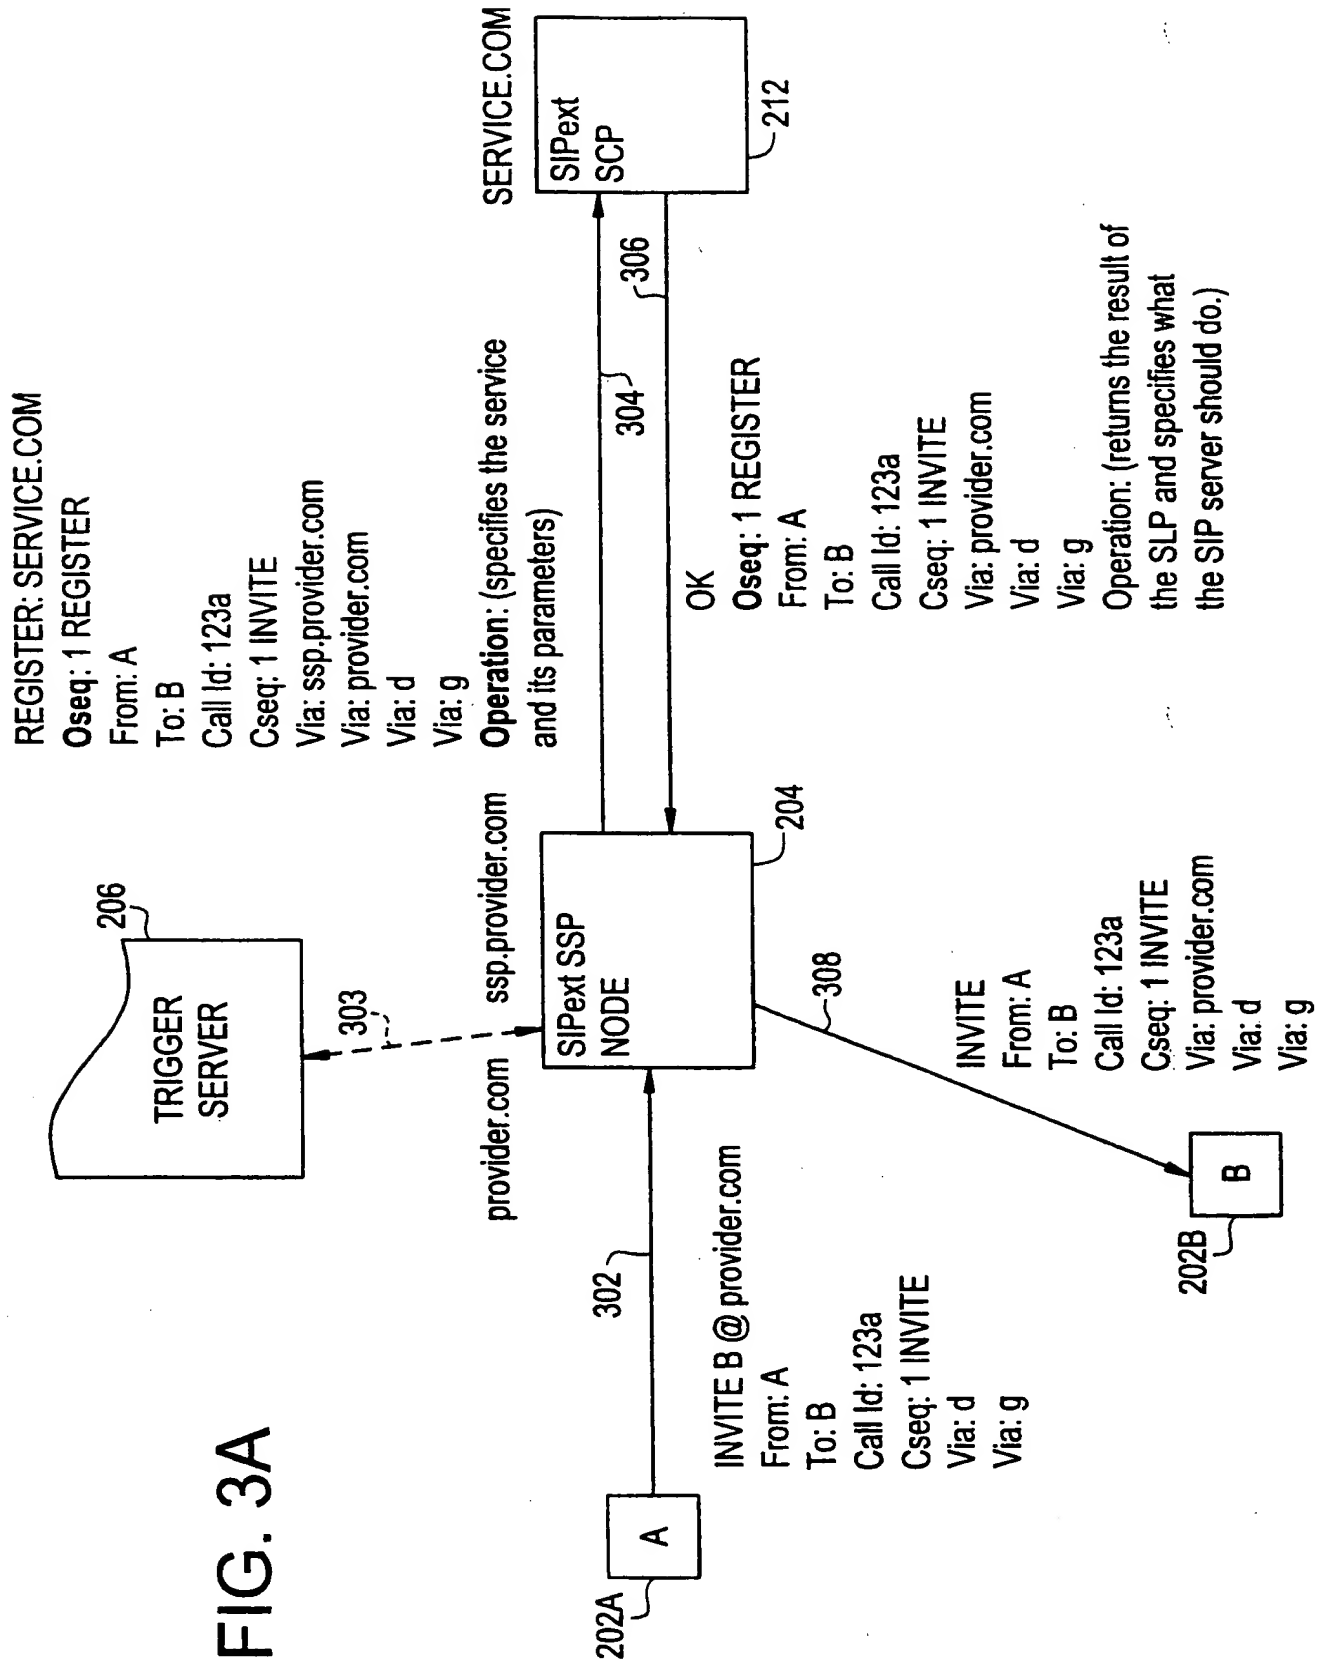 FIG. 3A
REGISTER: SERVICE.COM
Oseq: 1 REGISTER
From: A
To: B
Call Id: 123a
Cseq: 1 INVITE
Via: ssp.provider.com
Via: provider.com
Via: d
Via: g
Operation: (specifies the service
and its parameters)
206
TRIGGER
SERVER
303
provider.com
ssp.provider.com
SIPext SSP
NODE
204
SERVICE.COM
SIPext
SCP
212
304
306
OK
Oseq: 1 REGISTER
From: A
To: B
Call Id: 123a
Cseq: 1 INVITE
Via: provider.com
Via: d
Via: g
Operation: (returns the result of
the SLP and specifies what
the SIP server should do.)
302
A
202A
INVITE B @ provider.com
From: A
To: B
Call Id: 123a
Cseq: 1 INVITE
Via: d
Via: g
308
INVITE
From: A
To: B
Call Id: 123a
Cseq: 1 INVITE
Via: provider.com
Via: d
Via: g
B
202B